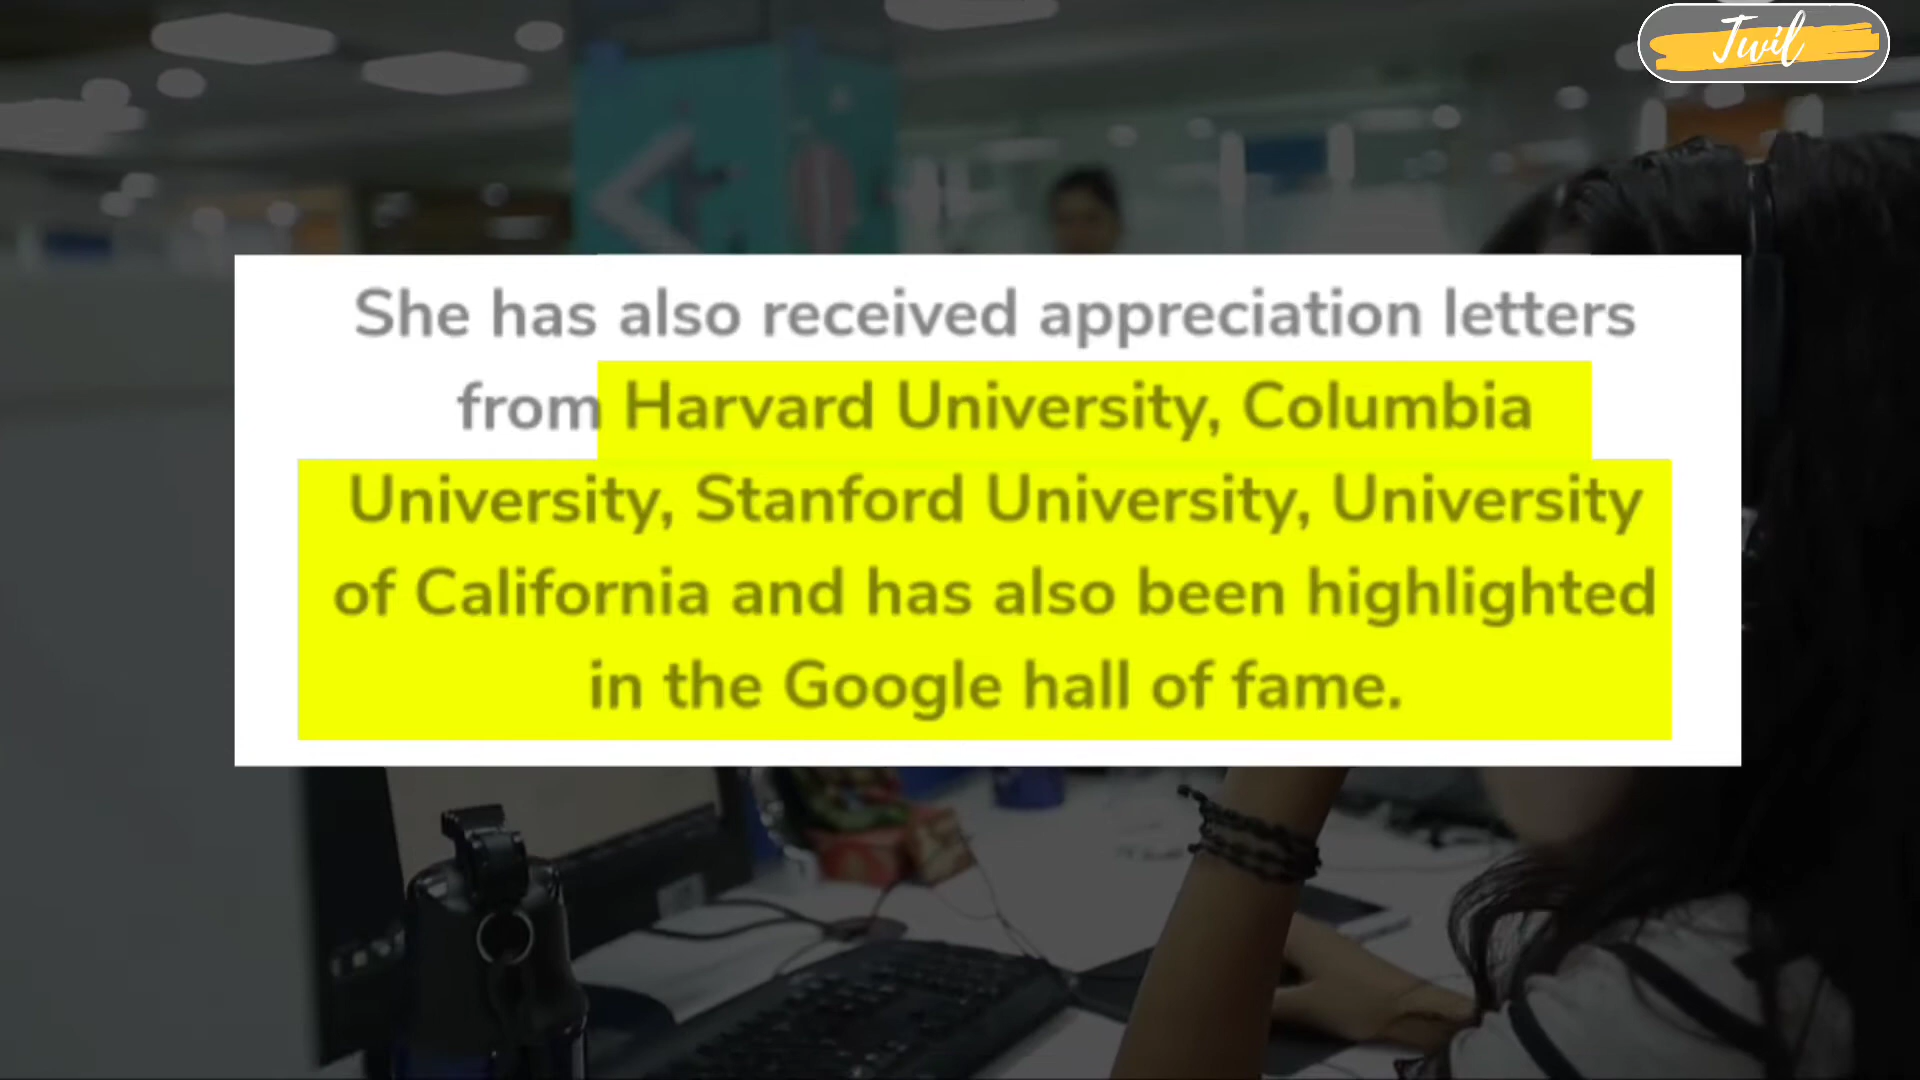 Twil
She has also received appreciation letters
from Harvard University, Columbia
University, Stanford University, University
of California and has also been highlighted
in the Google hall of fame.